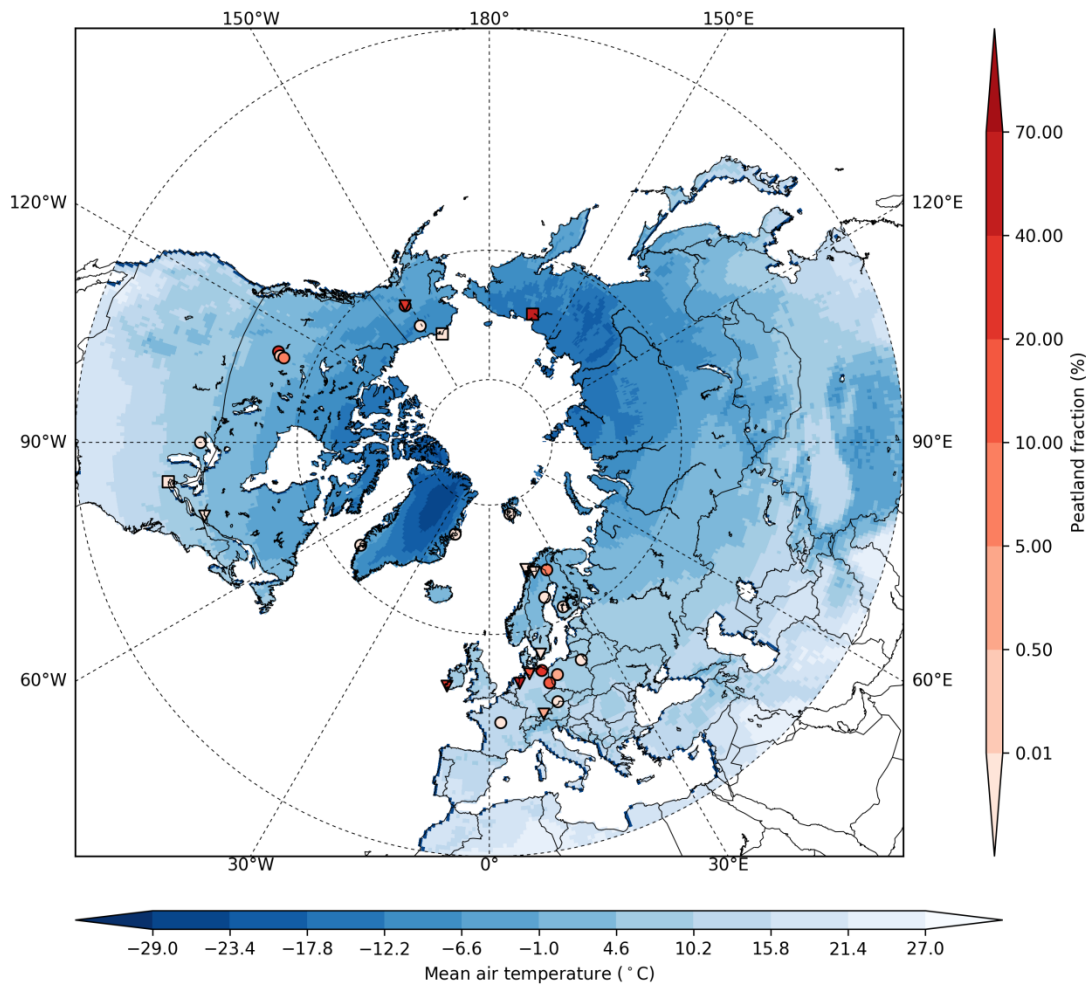 150°W
180°
150°E
120°W
120°E
90°W
90°E
60°W
60°E
30°W
0°
30°E
70.00
40.00
20.00
10.00
5.00
0.50
0.01
Peatland fraction (%)
−29.0
−23.4
−17.8
−12.2
−6.6
−1.0
4.6
10.2
15.8
21.4
27.0
Mean air temperature (°C)